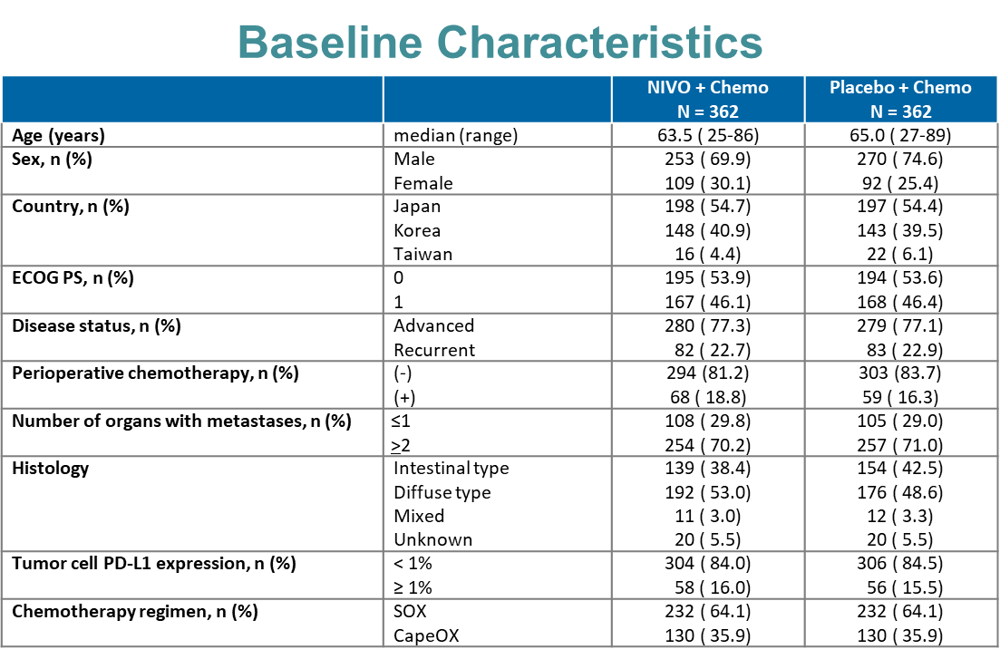 Baseline Characteristics
NIVO + Chemo N = 362 Placebo + Chemo N = 362
Age (years) median (range) 63.5 ( 25-86) 65.0 ( 27-89)
Sex, n (%) Male 253 ( 69.9) 270 ( 74.6)
Female 109 ( 30.1) 92 ( 25.4)
Country, n (%) Japan 198 ( 54.7) 197 ( 54.4)
Korea 148 ( 40.9) 143 ( 39.5)
Taiwan 16 ( 4.4) 22 ( 6.1)
ECOG PS, n (%) 0 195 ( 53.9) 194 ( 53.6)
1 167 ( 46.1) 168 ( 46.4)
Disease status, n (%) Advanced 280 ( 77.3) 279 ( 77.1)
Recurrent 82 ( 22.7) 83 ( 22.9)
Perioperative chemotherapy, n (%) (-) 294 (81.2) 303 (83.7)
(+) 68 ( 18.8) 59 ( 16.3)
Number of organs with metastases, n (%) ≤1 108 ( 29.8) 105 ( 29.0)
≥2 254 ( 70.2) 257 ( 71.0)
Histology Intestinal type 139 ( 38.4) 154 ( 42.5)
Diffuse type 192 ( 53.0) 176 ( 48.6)
Mixed 11 ( 3.0) 12 ( 3.3)
Unknown 20 ( 5.5) 20 ( 5.5)
Tumor cell PD-L1 expression, n (%) < 1% 304 ( 84.0) 306 ( 84.5)
≥ 1% 58 ( 16.0) 56 ( 15.5)
Chemotherapy regimen, n (%) SOX 232 ( 64.1) 232 ( 64.1)
CapeOX 130 ( 35.9) 130 ( 35.9)